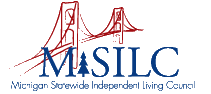 MiSILC
Michigan Statewide Independent Living Council